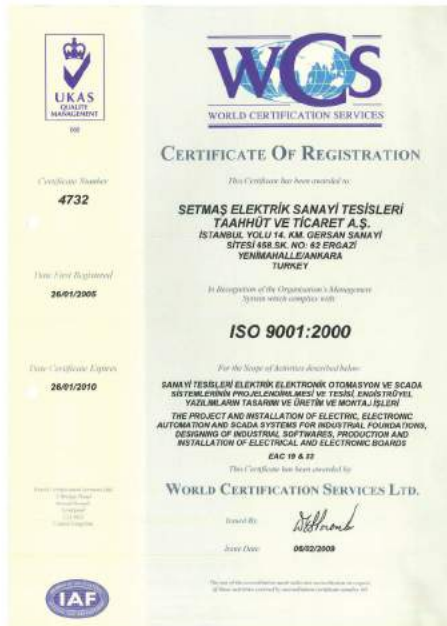 UKAS
QUALITY
MANAGEMENT
WCS
WORLD CERTIFICATION SERVICES
CERTIFICATE OF REGISTRATION
Certificate Number
4732
This Certificate has been awarded to
SETMAŞ ELEKTRİK SANAYİ TESİSLERİ
TAAHHÜT VE TİCARET A.Ş.
İSTANBUL YOLU 14. KM. GERSAN SANAYİ
SİTESİ 658.SK. NO: 62 ERGAZİ
YENİMAHALLE/ANKARA
TURKEY
Date First Registered
26/01/2005
In Recognition of the Organisation's Management
System which complies with:
ISO 9001:2000
Date Certificate Expires
26/01/2010
For the Scope of Activities described below:
SANAYİ TESİSLERİ ELEKTRİK ELEKTRONİK OTOMASYON VE SCADA
SİSTEMLERİNİN PROJELENDİRİLMESİ VE TESİSİ, ENDÜSTRİYEL
YAZILIMLARIN TASARIMI VE ÜRETİM VE MONTAJ İŞLERİ
THE PROJECT AND INSTALLATION OF ELECTRIC, ELECTRONIC
AUTOMATION AND SCADA SYSTEMS FOR INDUSTRIAL FOUNDATIONS,
DESIGNING OF INDUSTRIAL SOFTWARES, PRODUCTION AND
INSTALLATION OF ELECTRICAL AND ELECTRONIC BOARDS
EAC 19 &
This Certificate has been awarded by
WORLD CERTIFICATION SERVICES LTD.
Issued By:
Issue Date:
06/02/2009
IAF